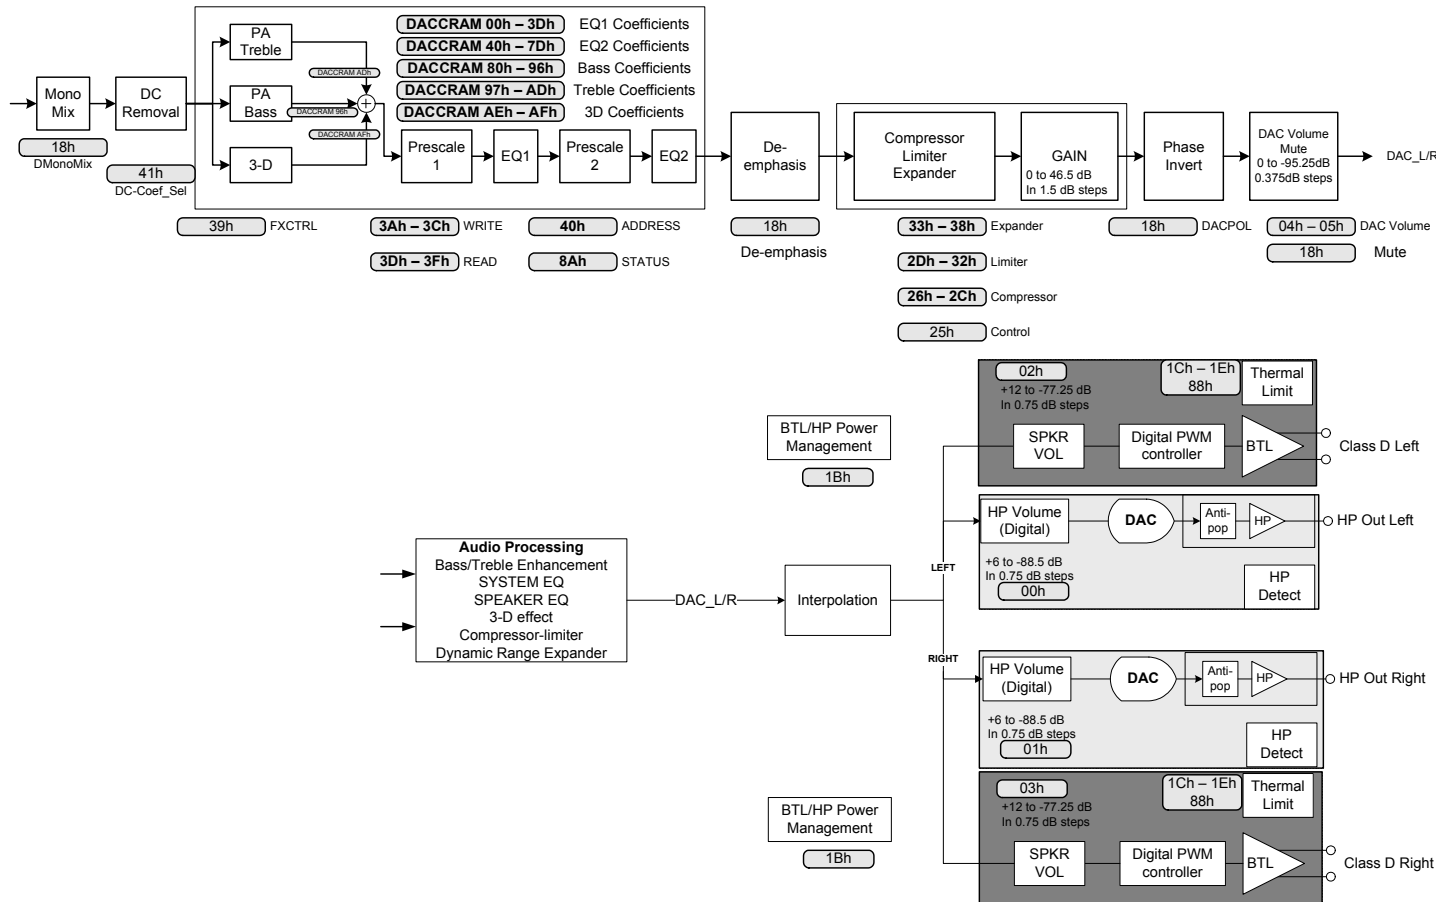 PA
Treble
DACCRAM 00h – 3Dh EQ1 Coefficients
DACCRAM 40h – 7Dh EQ2 Coefficients
DACCRAM 80h – 96h Bass Coefficients
DACCRAM 97h – ADh Treble Coefficients
DACCRAM AEh – AFh 3D Coefficients
DACCRAM ADh
Mono
Mix
DC
Removal
PA
Bass
DACCRAM 96h
DACCRAM AFh
3-D
Prescale
1
EQ1
Prescale
2
EQ2
De-
emphasis
Compressor
Limiter
Expander
GAIN
0 to 46.5 dB
In 1.5 dB steps
Phase
Invert
DAC Volume
Mute
0 to -95.25dB
0.375dB steps
DAC_L/R
18h
DMonoMix
41h
DC-Coef_Sel
39h FXCTRL
3Ah – 3Ch WRITE
40h ADDRESS
3Dh – 3Fh READ
8Ah STATUS
18h
De-emphasis
33h – 38h Expander
2Dh – 32h Limiter
26h – 2Ch Compressor
25h Control
18h DACPOL
04h – 05h DAC Volume
18h Mute
02h
+12 to -77.25 dB
In 0.75 dB steps
1Ch – 1Eh
88h
Thermal
Limit
BTL/HP Power
Management
1Bh
SPKR
VOL
Digital PWM
controller
BTL
Class D Left
HP Volume
(Digital)
DAC
Anti-
pop
HP
HP Out Left
+6 to -88.5 dB
In 0.75 dB steps
00h
HP
Detect
Audio Processing
Bass/Treble Enhancement
SYSTEM EQ
SPEAKER EQ
3-D effect
Compressor-limiter
Dynamic Range Expander
DAC_L/R
Interpolation
LEFT
RIGHT
HP Volume
(Digital)
DAC
Anti-
pop
HP
HP Out Right
+6 to -88.5 dB
In 0.75 dB steps
01h
HP
Detect
03h
+12 to -77.25 dB
In 0.75 dB steps
1Ch – 1Eh
88h
Thermal
Limit
BTL/HP Power
Management
1Bh
SPKR
VOL
Digital PWM
controller
BTL
Class D Right